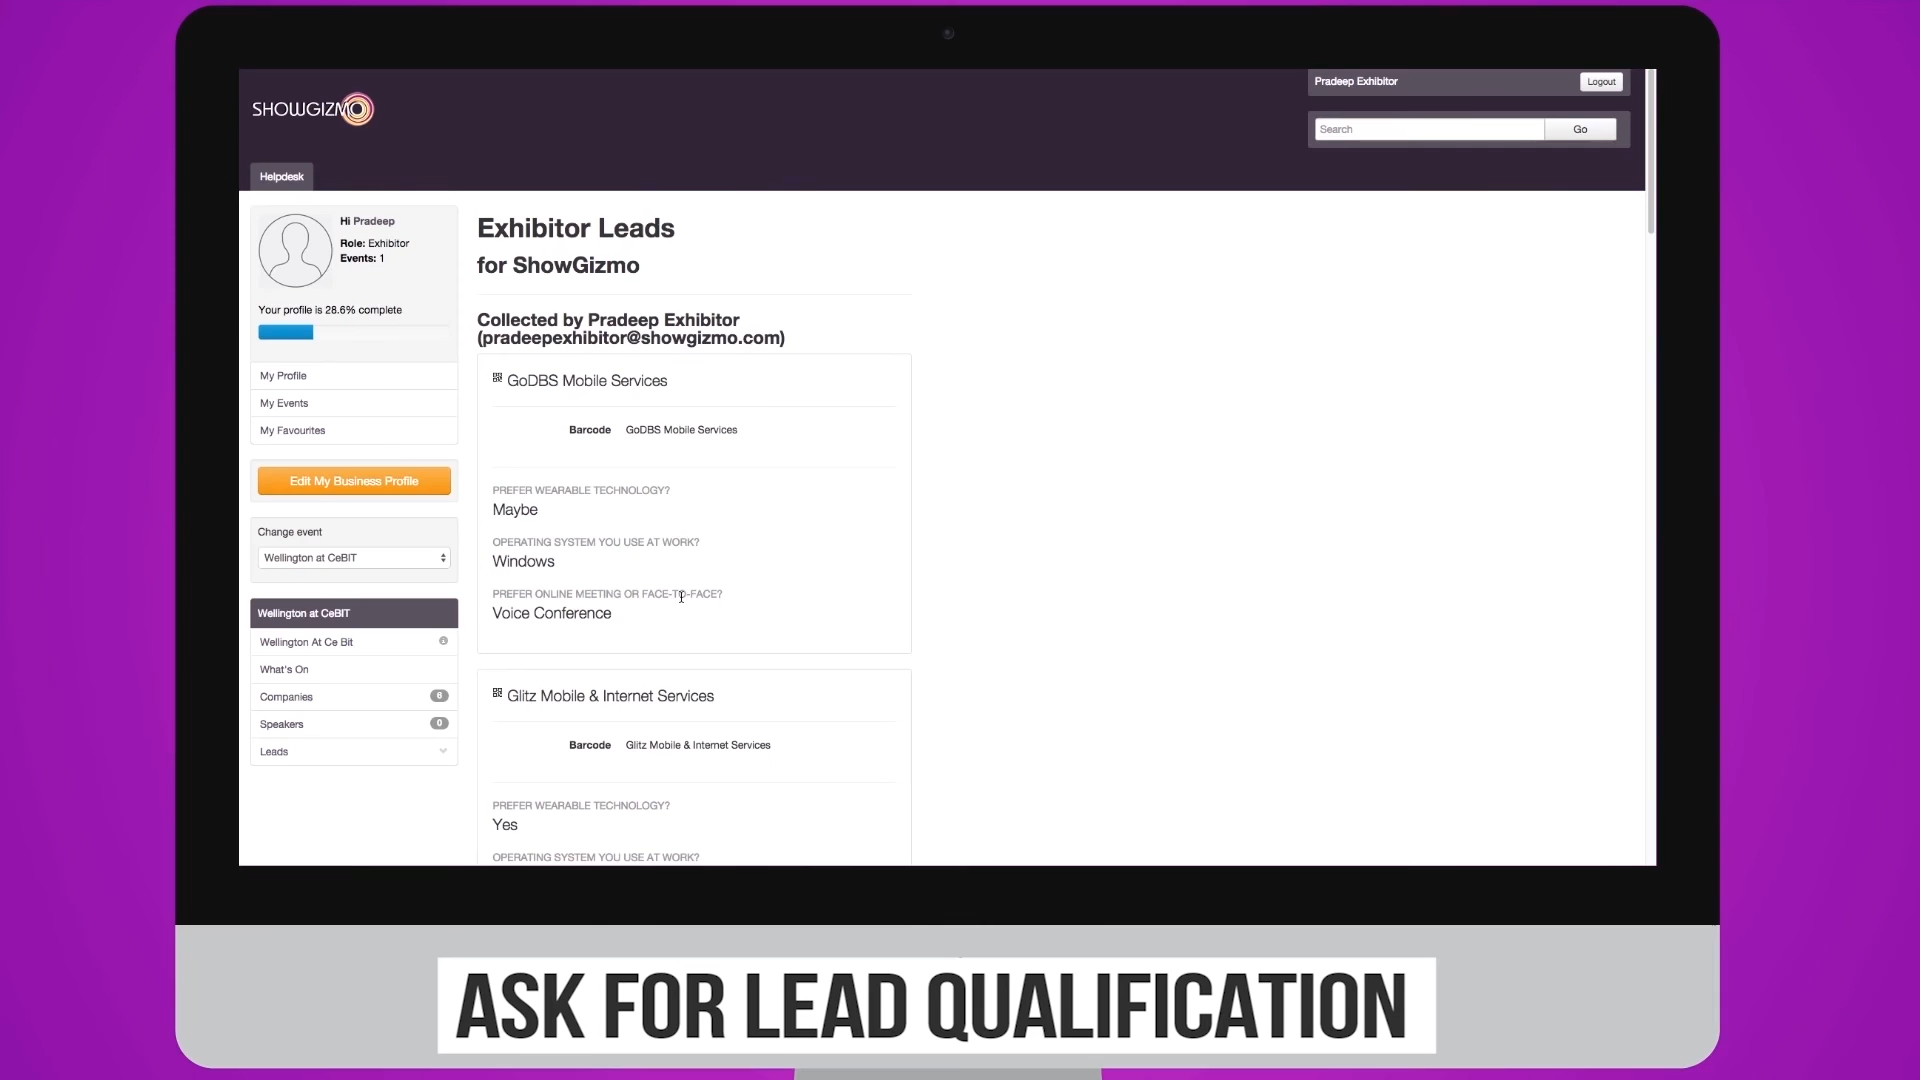 Pradeep Exhibitor
Logout
SHOWGIZMO
Search
Go
Helpdesk
Hi Pradeep
Role: Exhibitor
Events: 1
Your profile is 28.6% complete
My Profile
My Events
My Favourites
Edit My Business Profile
Change event
Wellington at CeBIT
Wellington at CeBIT
Wellington At Ce Bit
What's On
Companies 6
Speakers 0
Leads
Exhibitor Leads
for ShowGizmo
Collected by Pradeep Exhibitor
(pradeepexhibitor@showgizmo.com)
GoDBS Mobile Services
Barcode GoDBS Mobile Services
PREFER WEARABLE TECHNOLOGY?
Maybe
OPERATING SYSTEM YOU USE AT WORK?
Windows
PREFER ONLINE MEETING OR FACE-TO-FACE?
Voice Conference
Glitz Mobile & Internet Services
Barcode Glitz Mobile & Internet Services
PREFER WEARABLE TECHNOLOGY?
Yes
OPERATING SYSTEM YOU USE AT WORK?
ASK FOR LEAD QUALIFICATION